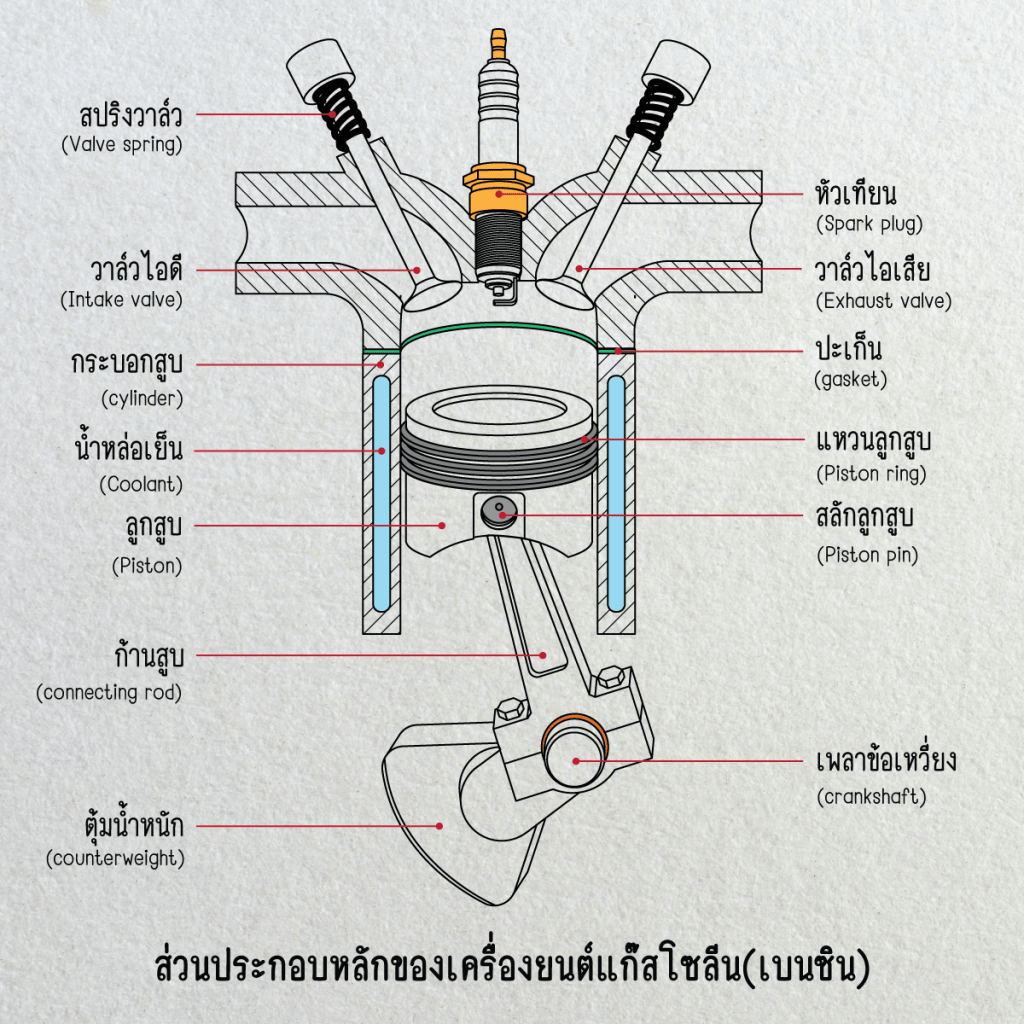 สปริงวาล์ว
(Valve spring)
วาล์วไอดี
(Intake valve)
กระบอกสูบ
(cylinder)
น้ำหล่อเย็น
(Coolant)
ลูกสูบ
(Piston)
ก้านสูบ
(connecting rod)
ตุ้มน้ำหนัก
(counterweight)
หัวเทียน
(Spark plug)
วาล์วไอเสีย
(Exhaust valve)
ปะเก็น
(gasket)
แหวนลูกสูบ
(Piston ring)
สลักลูกสูบ
(Piston pin)
เพลาข้อเหวี่ยง
(crankshaft)
ส่วนประกอบหลักของเครื่องยนต์แก๊สโซลีน(เบนซิน)